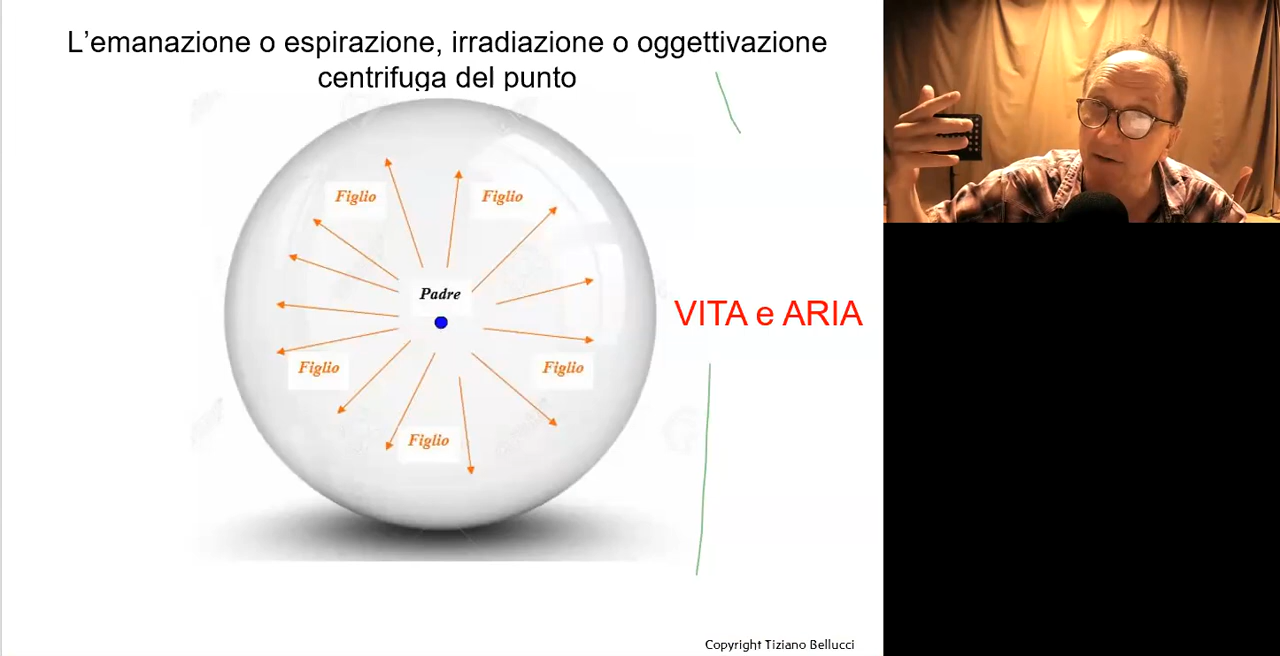 L'emanazione o espirazione, irradiazione o oggettivazione
centrifuga del punto
Figlio
Figlio
Padre
VITA e ARIA
Figlio
Figlio
Figlio
Copyright Tiziano Bellucci